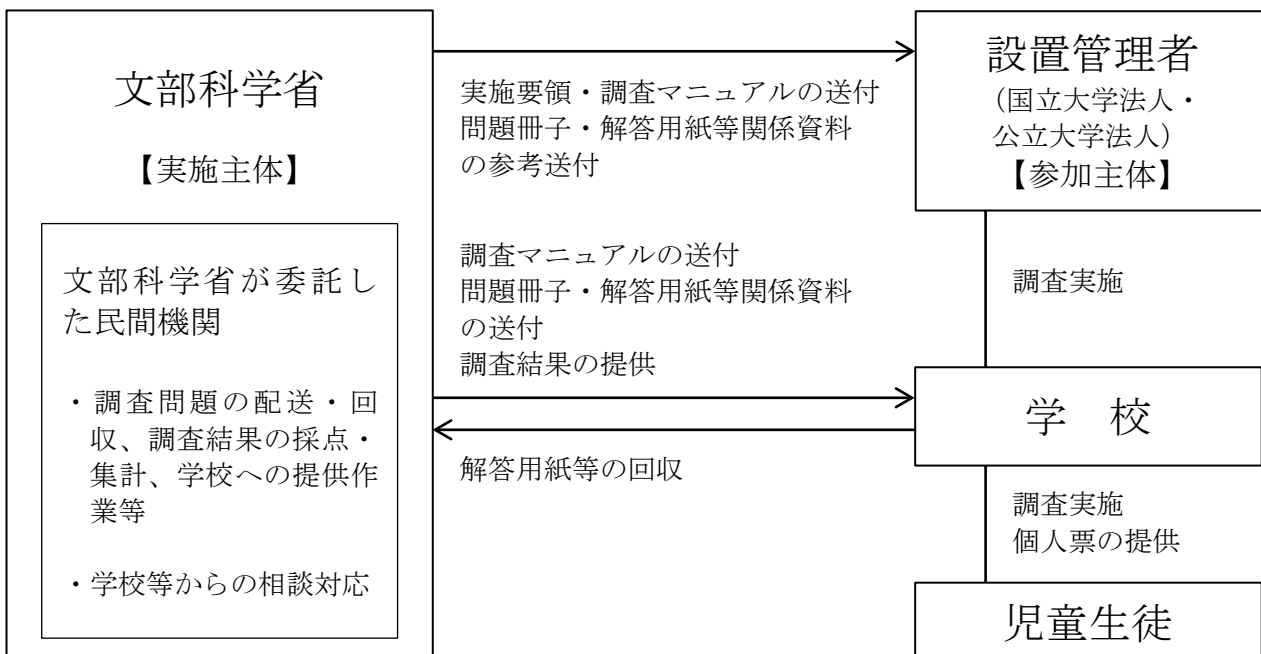 文部科学省
【実施主体】
文部科学省が委託し
た民間機関
・調査問題の配送・回
収、調査結果の採点・
集計、学校への提供作
業等
・学校等からの相談対応
実施要領・調査マニュアルの送付
問題冊子・解答用紙等関係資料
の参考送付
調査マニュアルの送付
問題冊子・解答用紙等関係資料
の送付
調査結果の提供
解答用紙等の回収
設置管理者
(国立大学法人・
公立大学法人)
【参加主体】
調査実施
学　校
調査実施
個人票の提供
児童生徒